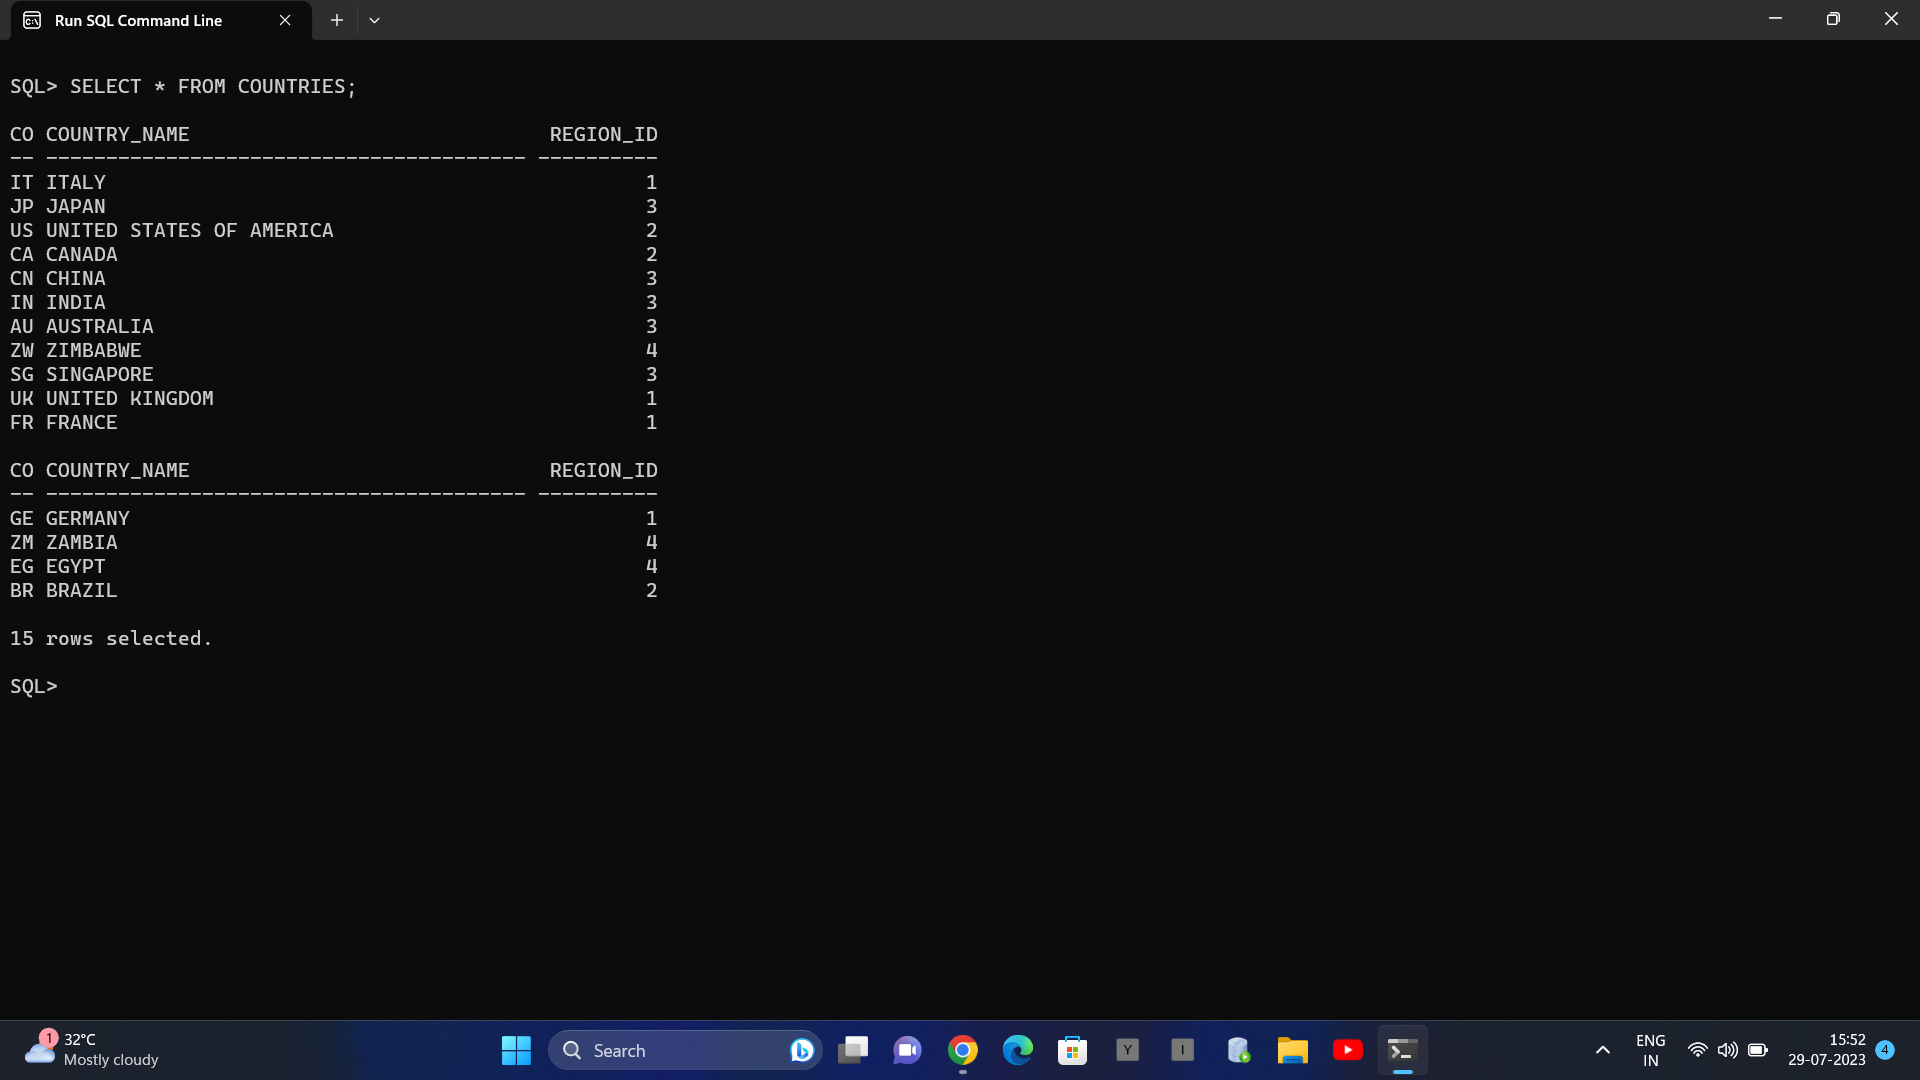 Run SQL Command Line
SQL> SELECT * FROM COUNTRIES;
CO COUNTRY_NAME                              REGION_ID
-- ---------------------------------------- ----------
IT ITALY                                             1
JP JAPAN                                             3
US UNITED STATES OF AMERICA                          2
CA CANADA                                            2
CN CHINA                                             3
IN INDIA                                             3
AU AUSTRALIA                                         3
ZW ZIMBABWE                                          4
SG SINGAPORE                                         3
UK UNITED KINGDOM                                    1
FR FRANCE                                            1
CO COUNTRY_NAME                              REGION_ID
-- ---------------------------------------- ----------
GE GERMANY                                           1
ZM ZAMBIA                                            4
EG EGYPT                                             4
BR BRAZIL                                            2
15 rows selected.
SQL>
1
32°C
Mostly cloudy
Search
Y
I
ENG
IN
15:52
29-07-2023
4